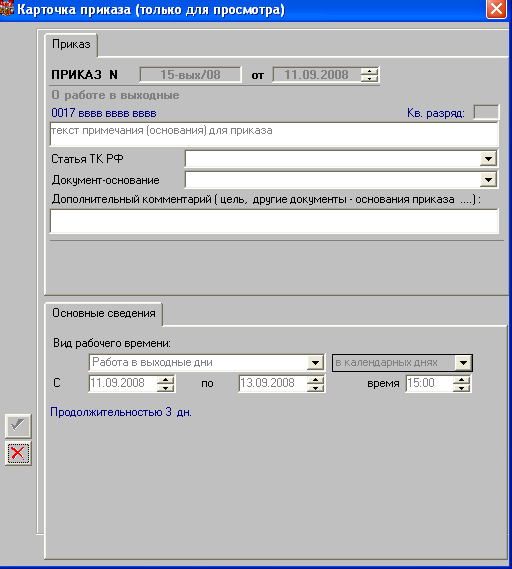 Карточка приказа (только для просмотра)
Приказ
ПРИКАЗ N 15-вых/08 от 11.09.2008
О работе в выходные
0017 вввв вввв вввв Кв. разряд:
текст примечания (основания) для приказа
Статья ТК РФ
Документ-основание
Дополнительный комментарий ( цель, другие документы - основания приказа ....) :
Основные сведения
Вид рабочего времени:
Работа в выходные дни в календарных днях
С 11.09.2008 по 13.09.2008 время 15:00
Продолжительностью 3 дн.